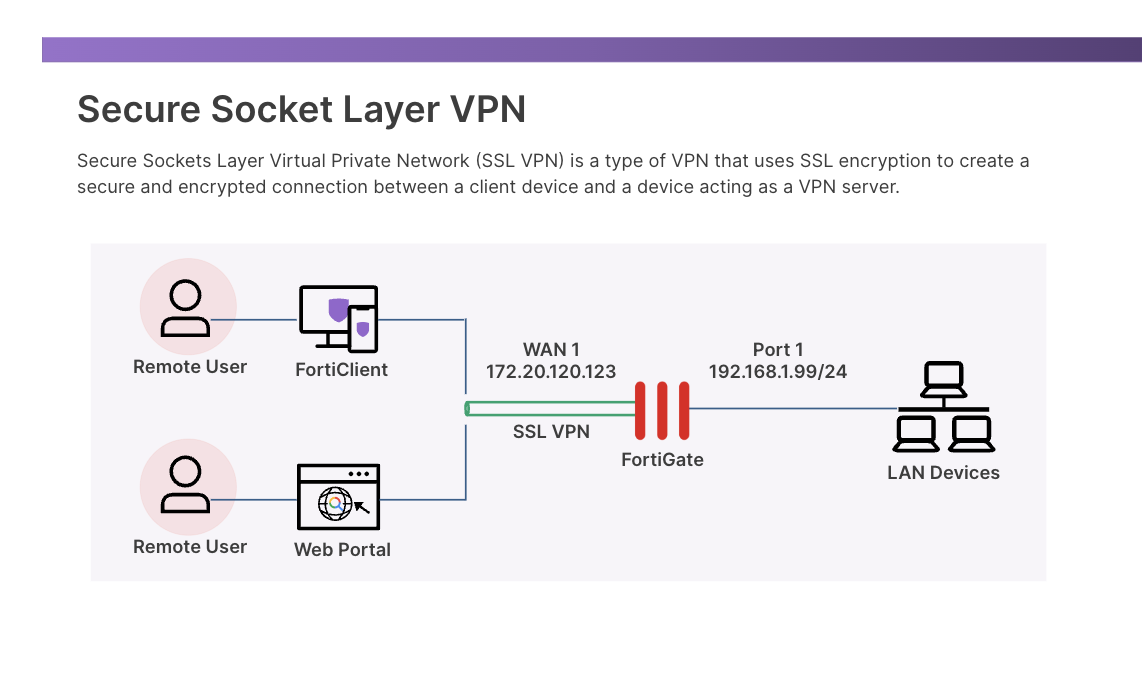 Secure Socket Layer VPN
Secure Sockets Layer Virtual Private Network (SSL VPN) is a type of VPN that uses SSL encryption to create a
secure and encrypted connection between a client device and a device acting as a VPN server.
Remote User
FortiClient
WAN 1
172.20.120.123
SSL VPN
Port 1
192.168.1.99/24
FortiGate
LAN Devices
Remote User
Web Portal